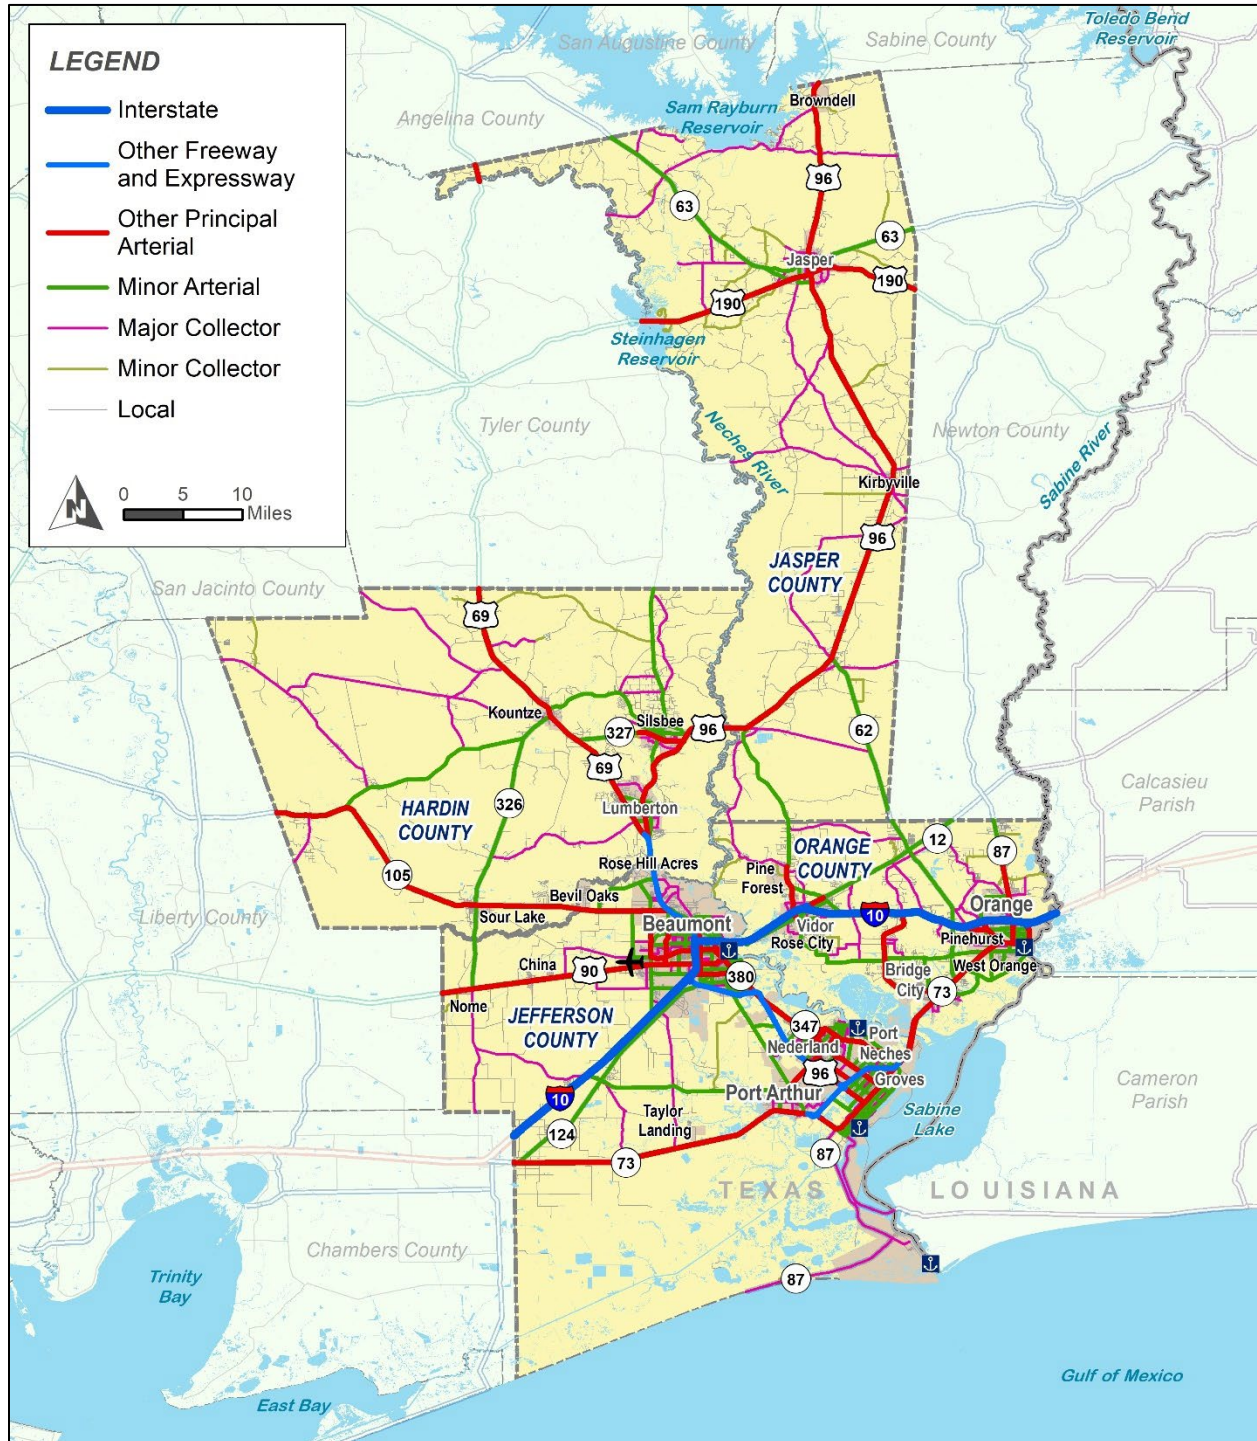 LEGEND
Interstate
Other Freeway
and Expressway
Other Principal
Arterial
Minor Arterial
Major Collector
Minor Collector
Local
N
0 5 10
Miles
Toledo Bend
Reservoir
San Augustine County
Sabine County
Angelina County
Sam Rayburn
Reservoir
Browndell
96
63
63
Jasper
190
190
Steinhagen
Reservoir
Tyler County
Neches River
Newton County
Sabine River
Kirbyville
96
JASPER
COUNTY
San Jacinto County
69
Kountze
327
Silsbee
96
62
69
Calcasieu
Parish
326
HARDIN
COUNTY
Lumberton
12
87
ORANGE
COUNTY
Rose Hill Acres
Pine
Forest
105
Bevil Oaks
Orange
Liberty County
Sour Lake
Beaumont
10
Vidor
Rose City
Pinehurst
West Orange
China
90
380
Bridge
City
73
Nome
JEFFERSON
COUNTY
347
Port
Neches
Nederland
96
Groves
Port Arthur
Cameron
Parish
10
Taylor
Landing
Sabine
Lake
124
73
87
TEXAS
LOUISIANA
Chambers County
Trinity
Bay
87
East Bay
Gulf of Mexico